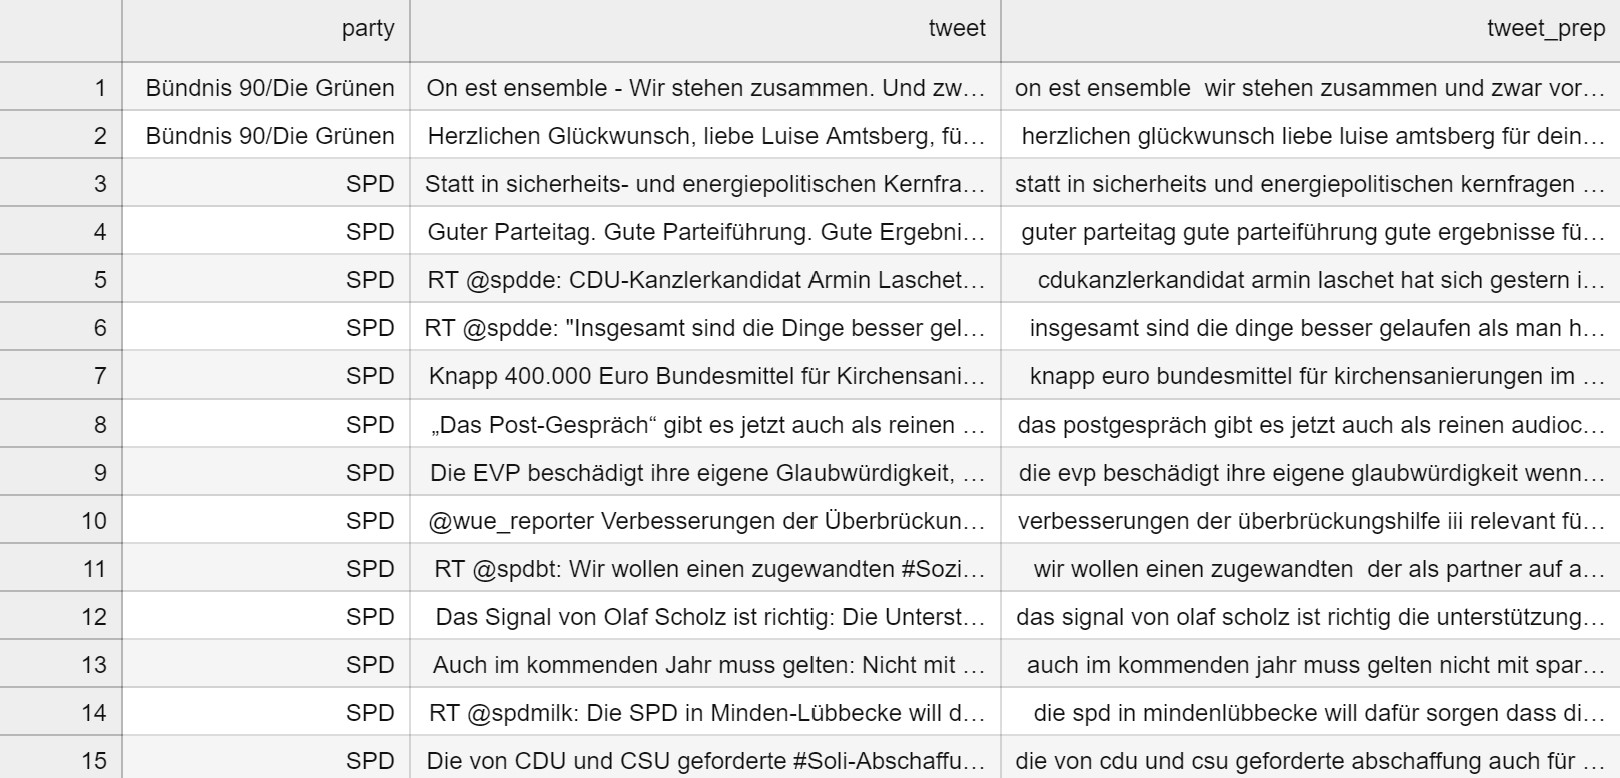 party tweet tweet_prep
1 Bündnis 90/Die Grünen On est ensemble - Wir stehen zusammen. Und zw… on est ensemble  wir stehen zusammen und zwar vor…
2 Bündnis 90/Die Grünen Herzlichen Glückwunsch, liebe Luise Amtsberg, fü… herzlichen glückwunsch liebe luise amtsberg für dein…
3 SPD Statt in sicherheits- und energiepolitischen Kernfra… statt in sicherheits und energiepolitischen kernfragen …
4 SPD Guter Parteitag. Gute Parteiführung. Gute Ergebni… guter parteitag gute parteiführung gute ergebnisse fü…
5 SPD RT @spdde: CDU-Kanzlerkandidat Armin Laschet… cdukanzlerkandidat armin laschet hat sich gestern i…
6 SPD RT @spdde: "Insgesamt sind die Dinge besser gel… insgesamt sind die dinge besser gelaufen als man h…
7 SPD Knapp 400.000 Euro Bundesmittel für Kirchensani… knapp euro bundesmittel für kirchensanierungen im …
8 SPD „Das Post-Gespräch“ gibt es jetzt auch als reinen … das postgespräch gibt es jetzt auch als reinen audioc…
9 SPD Die EVP beschädigt ihre eigene Glaubwürdigkeit, … die evp beschädigt ihre eigene glaubwürdigkeit wenn…
10 SPD @wue_reporter Verbesserungen der Überbrückun… verbesserungen der überbrückungshilfe iii relevant fü…
11 SPD RT @spdbt: Wir wollen einen zugewandten #Sozi… wir wollen einen zugewandten  der als partner auf a…
12 SPD Das Signal von Olaf Scholz ist richtig: Die Unterst… das signal von olaf scholz ist richtig die unterstützung…
13 SPD Auch im kommenden Jahr muss gelten: Nicht mit … auch im kommenden jahr muss gelten nicht mit spar…
14 SPD RT @spdmilk: Die SPD in Minden-Lübbecke will d… die spd in mindenlübbecke will dafür sorgen dass di…
15 SPD Die von CDU und CSU geforderte #Soli-Abschaffu… die von cdu und csu geforderte abschaffung auch für …